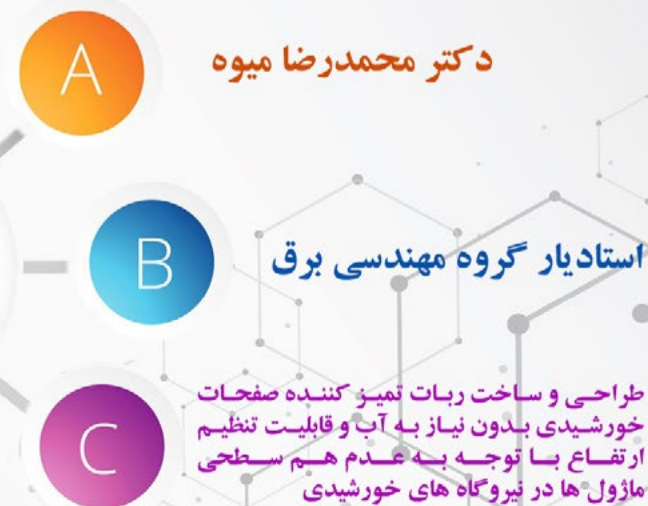 A
دکتر محمدرضا میوه
B
استادیار گروه مهندسی برق
C
طراحی و ساخت ربات تمیز کننده صفحات
خورشیدی بدون نیاز به آب و قابلیت تنظیم
ارتفاع با توجه به عدم هم سطحی
ماژول ها در نیروگاه های خورشیدی